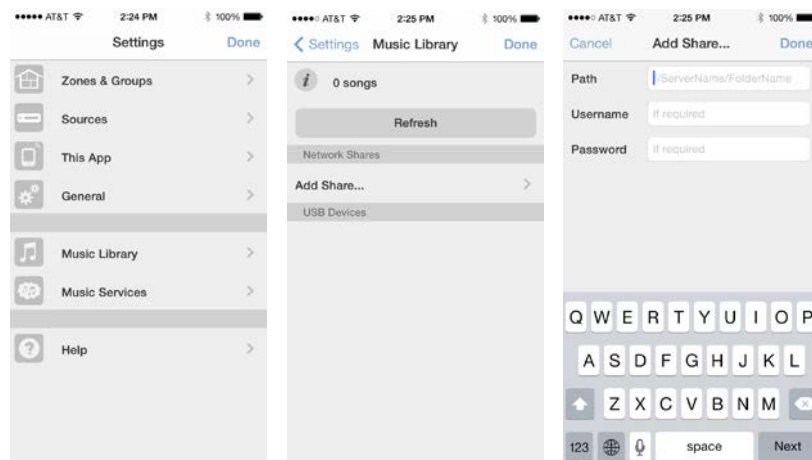 AT&T 2:24 PM 100%
Settings Done
Zones & Groups
Sources
This App
General
Music Library
Music Services
Help
AT&T 2:25 PM 100%
Settings Music Library Done
i 0 songs
Refresh
Network Shares
Add Share...
USB Devices
AT&T 2:25 PM 100%
Cancel Add Share... Done
Path /ServerName/FolderName
Username if required
Password if required
Q W E R T Y U I O P
A S D F G H J K L
Z X C V B N M
123 space Next